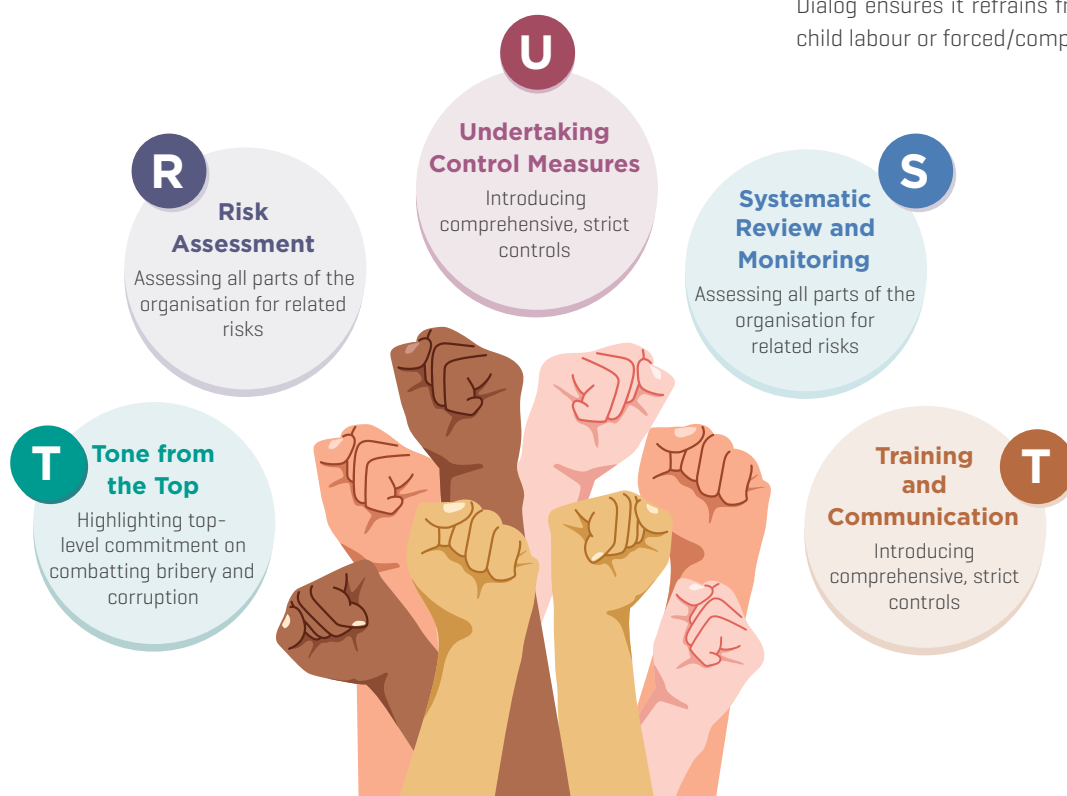 Dialog ensures it refrains
child labour or
U
Undertaking
Control Measures
Introducing
comprehensive, strict
controls
R
Risk
Assessment
Assessing all parts of the
organisation for related
risks
S
Systematic
Review and
Monitoring
Assessing all parts of the
organisation for
related risks
T
Tone from
the Top
Highlighting top-
level commitment on
combatting bribery and
corruption
T
Training
and
Communication
Introducing
comprehensive, strict
controls